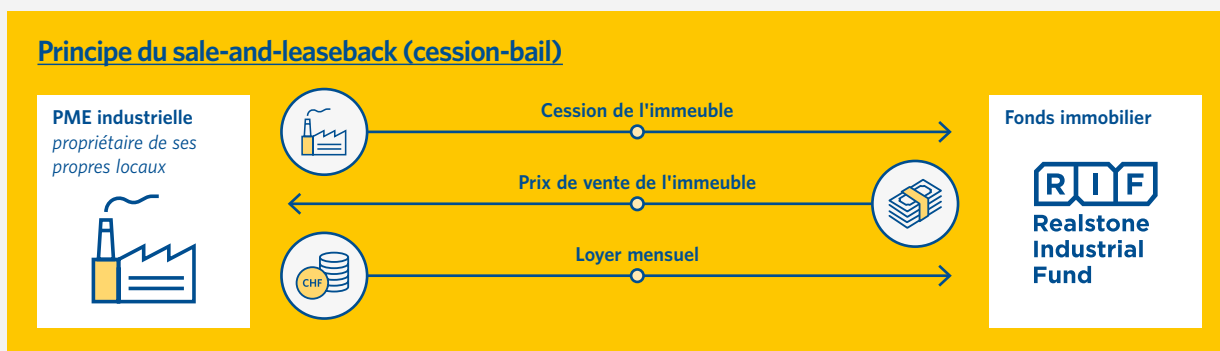 Principe du sale-and-leaseback (cession-bail)
PME industrielle
propriétaire de ses
propres locaux
Cession de l'immeuble
Prix de vente de l'immeuble
CHF
Loyer mensuel
Fonds immobilier
RIF
Realstone
Industrial
Fund